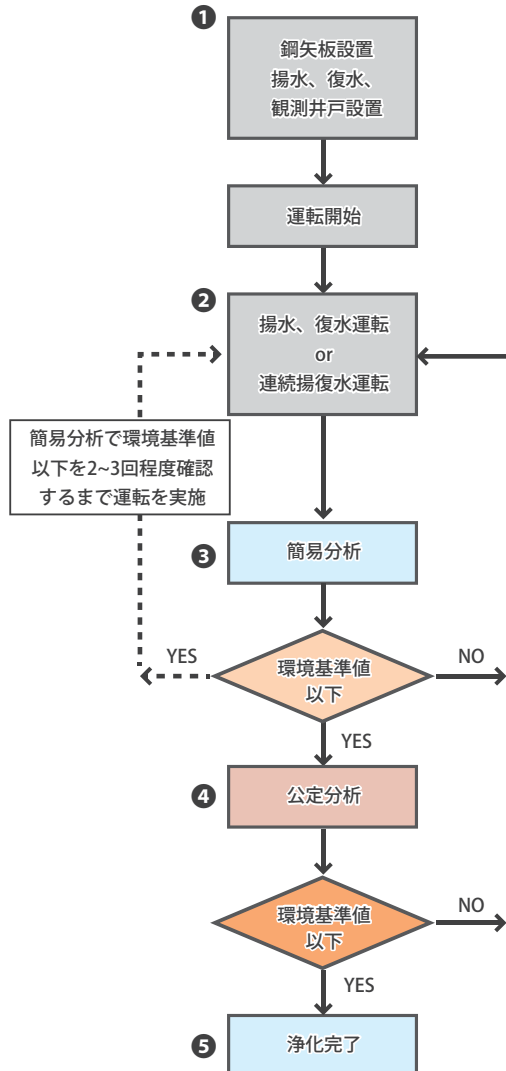 ❶
鋼矢板設置
揚水、復水、
観測井戸設置
運転開始
❷
揚水、復水運転
or
連続揚復水運転
簡易分析で環境基準値
以下を2~3回程度確認
するまで運転を実施
❸
簡易分析
YES
環境基準値
以下
NO
YES
❹
公定分析
環境基準値
以下
NO
YES
❺
浄化完了